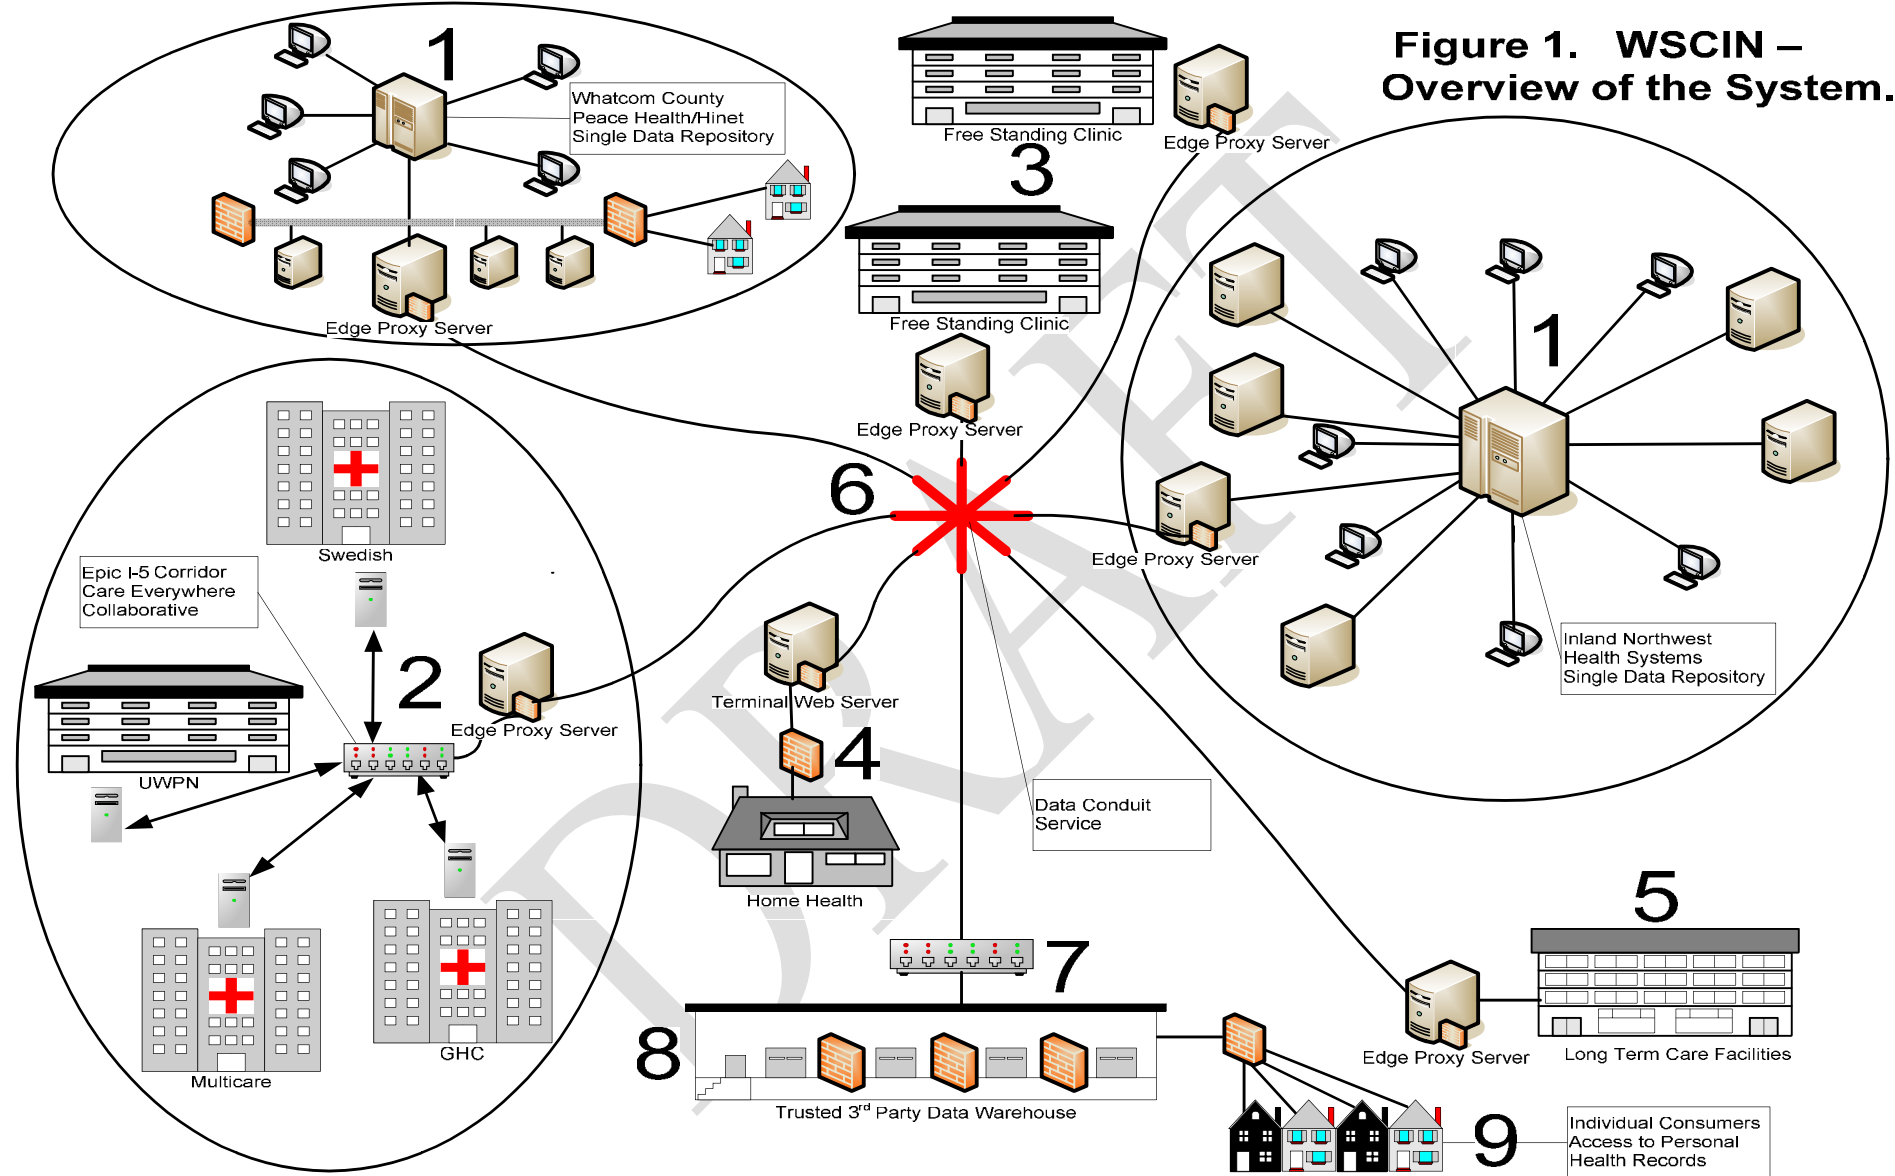 Figure 1. WSCIN –
Overview of the System.
1
Whatcom County
Peace Health/Hinet
Single Data Repository
Edge Proxy Server
Free Standing Clinic
Edge Proxy Server
3
Free Standing Clinic
Edge Proxy Server
1
Edge Proxy Server
Inland Northwest
Health Systems
Single Data Repository
6
Swedish
Epic I-5 Corridor
Care Everywhere
Collaborative
2
UWPN
Edge Proxy Server
Multicare
GHC
Terminal Web Server
4
Home Health
Data Conduit
Service
5
Edge Proxy Server
Long Term Care Facilities
7
8
Trusted 3rd Party Data Warehouse
9
Individual Consumers
Access to Personal
Health Records
DRAFT